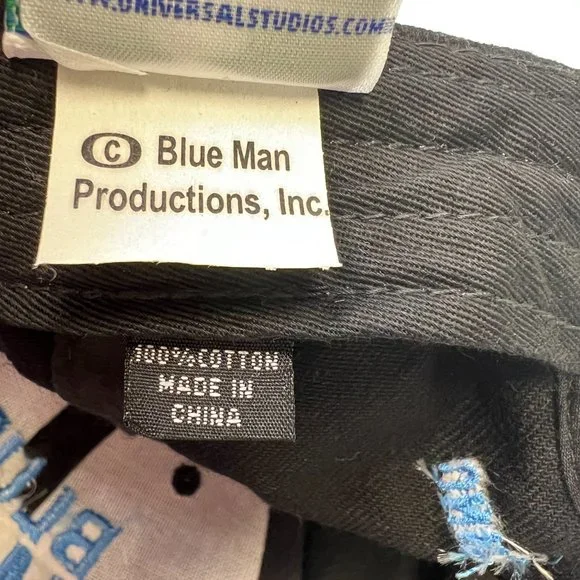 WWW.UNIVERSALSTUDIOS.COM
© Blue Man
Productions, Inc.
100% COTTON
MADE IN
CHINA